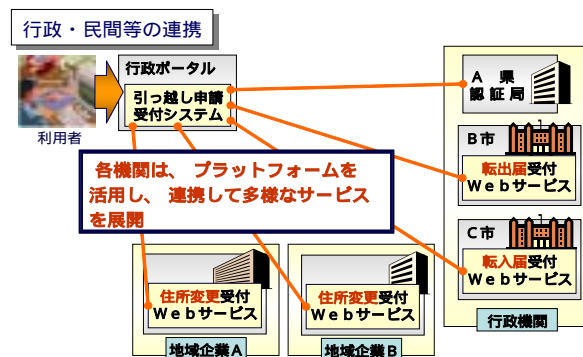 行政・民間等の連携
行政ポータル
引っ越し申請
受付システム
利用者
各機関は、プラットフォームを
活用し、連携して多様なサービス
を展開
A 県
認証局
B市
転出届受付
Webサービス
C市
転入届受付
Webサービス
行政機関
住所変更受付
Webサービス
地域企業A
住所変更受付
Webサービス
地域企業B